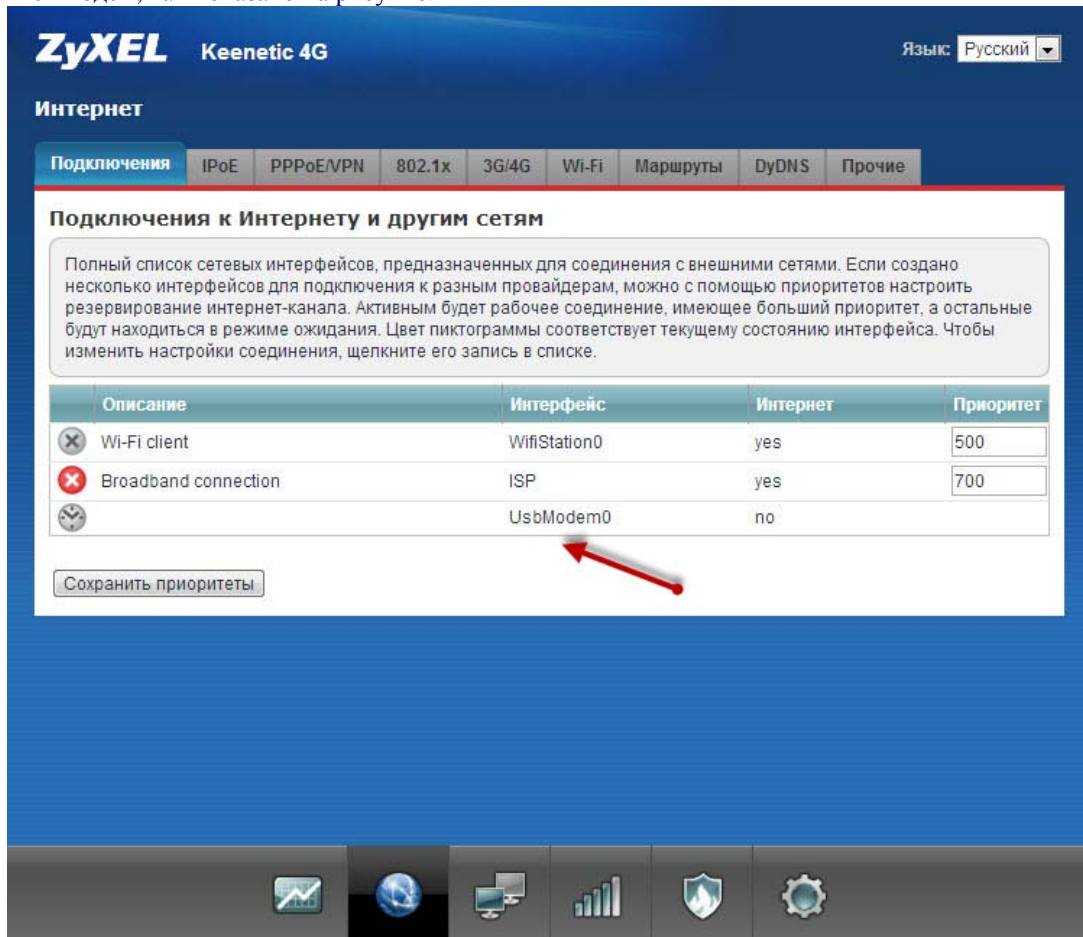 ZyXEL Keenetic 4G Язык: Русский
Интернет
Подключения IPoE PPPoE/VPN 802.1x 3G/4G Wi-Fi Маршруты DyDNS Прочие
Подключения к Интернету и другим сетям
Полный список сетевых интерфейсов, предназначенных для соединения с внешними сетями. Если создано
несколько интерфейсов для подключения к разным провайдерам, можно с помощью приоритетов настроить
резервирование интернет-канала. Активным будет рабочее соединение, имеющее больший приоритет, а остальные
будут находиться в режиме ожидания. Цвет пиктограммы соответствует текущему состоянию интерфейса. Чтобы
изменить настройки соединения, щелкните его запись в списке.
Описание Интерфейс Интернет Приоритет
Wi-Fi client WifiStation0 yes 500
Broadband connection ISP yes 700
UsbModem0 no
Сохранить приоритеты